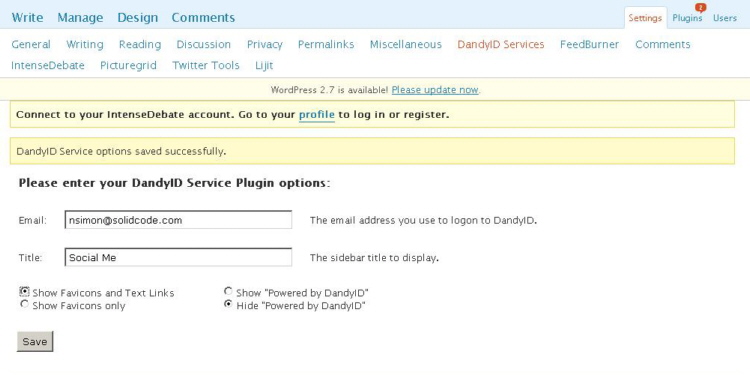 Write Manage Design Comments Settings Plugins 2 Users
General Writing Reading Discussion Privacy Permalinks Miscellaneous DandyID Services FeedBurner Comments
IntenseDebate Picturegrid Twitter Tools Lijit
WordPress 2.7 is available! Please update now.
Connect to your IntenseDebate account. Go to your profile to log in or register.
DandyID Service options saved successfully.
Please enter your DandyID Service Plugin options:
Email: nsimon@solidcode.com The email address you use to logon to DandyID.
Title: Social Me The sidebar title to display.
Show Favicons and Text Links Show "Powered by DandyID"
Show Favicons only Hide "Powered by DandyID"
Save